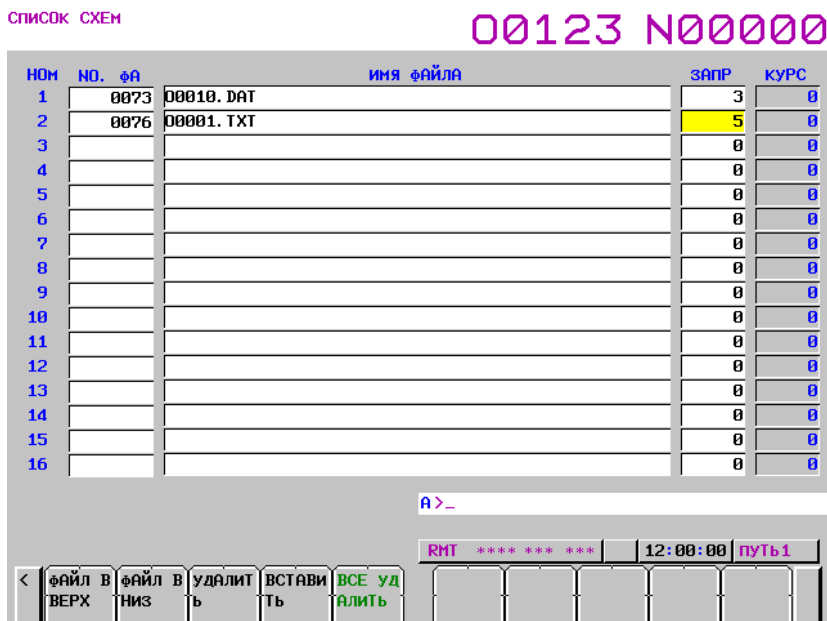 СПИСОК СХЕМ
O0123 N00000
НОМ NO. ФА ИМЯ ФАЙЛА ЗАПР КУРС
1 0073 O0010.DAT 3 0
2 0076 O0001.TXT 5 0
3 0 0
4 0 0
5 0 0
6 0 0
7 0 0
8 0 0
9 0 0
10 0 0
11 0 0
12 0 0
13 0 0
14 0 0
15 0 0
16 0 0
A>_
RMT **** *** *** 12:00:00 ПУТЬ1
< ФАЙЛ В ФАЙЛ В УДАЛИТ ВСТАВИ ВСЕ УД
ВЕРХ НИЗ Ь ТЬ АЛИТЬ